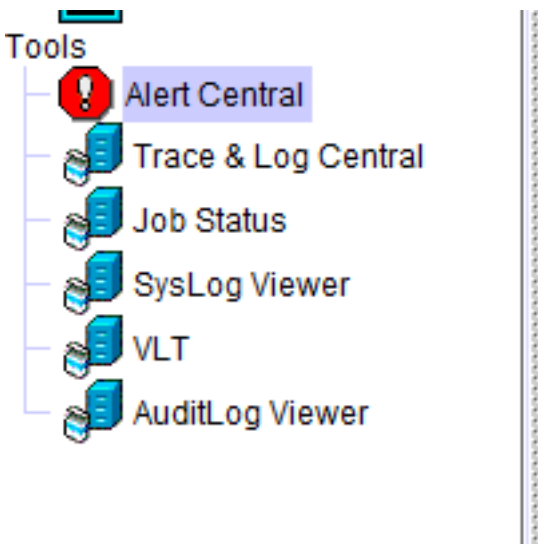 Tools
Alert Central
Trace & Log Central
Job Status
SysLog Viewer
VLT
AuditLog Viewer